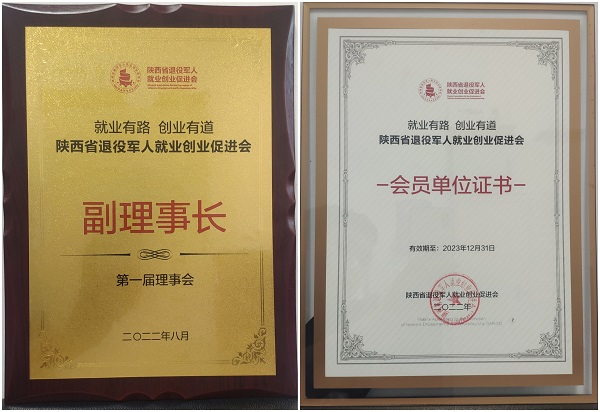 陕西省退役军人
就业创业促进会
就业有路 创业有道
陕西省退役军人就业创业促进会
副理事长
第一届理事会
二〇二二年八月
陕西省退役军人
就业创业促进会
就业有路 创业有道
陕西省退役军人就业创业促进会
会员单位证书
有效期至：2023年12月31日
陕西省退役军人就业创业促进会
二〇二二年